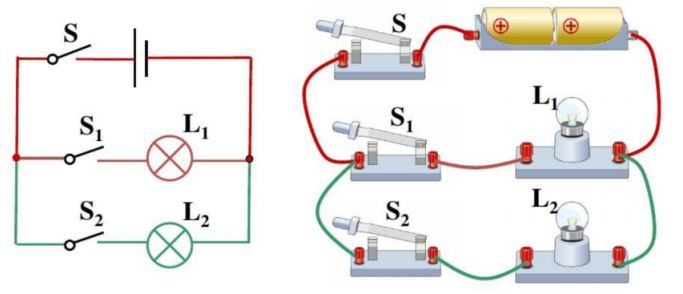 S
S₁
L₁
S₂
L₂
S
+
+
S₁
L₁
S₂
L₂